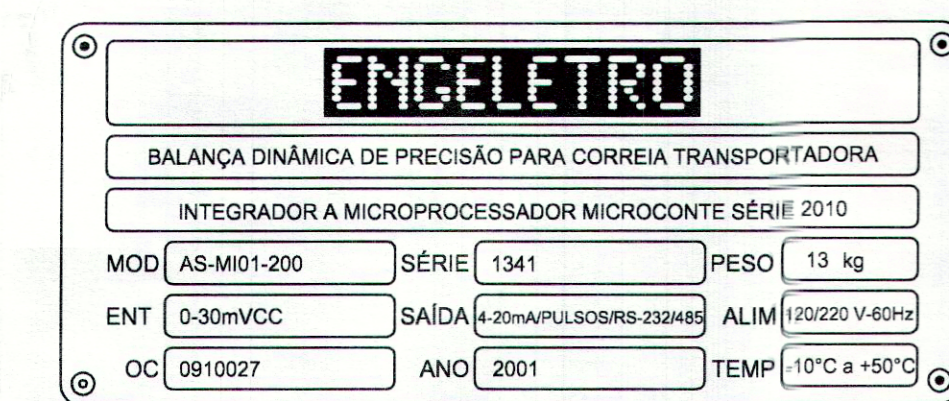 ENGELETRO
BALANÇA DINÂMICA DE PRECISÃO PARA CORREIA TRANSPORTADORA
INTEGRADOR A MICROPROCESSADOR MICROCONTE SÉRIE 2010
MOD AS-MI01-200 SÉRIE 1341 PESO 13 kg
ENT 0-30mVCC SAÍDA 4-20mA/PULSOS/RS-232/485 ALIM 120/220 V-60Hz
OC 0910027 ANO 2001 TEMP -10°C a +50°C